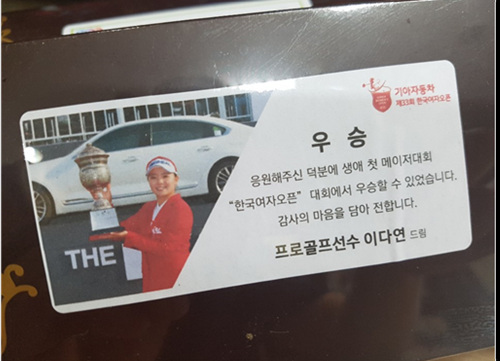 기아자동차
제33회 한국여자오픈
우 승
응원해주신 덕분에 생애 첫 메이저대회
“한국여자오픈” 대회에서 우승할 수 있었습니다.
감사의 마음을 담아 전합니다.
프로골프선수 이다연 드림
THE